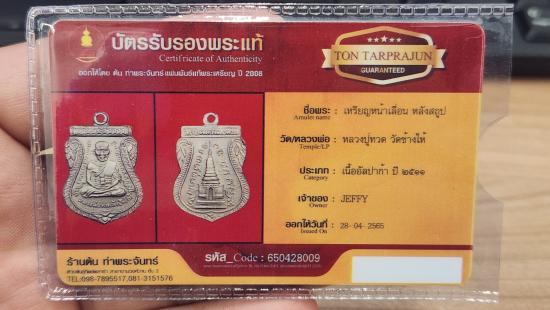 บัตรรับรองพระแท้
Certificate of Authenticity
ออกให้โดย ต้น ท่าพระจันทร์ แฟนพันธุ์แท้พระเครื่อง ปี 2008
TON TARPRAJUN
GUARANTEED
ชื่อพระ : เหรียญหน้าเลื่อน หลังสถูป
Amulet name
วัด/หลวงพ่อ : หลวงปู่ทวด วัดช้างให้
Temple/LP
ประเภท : เนื้ออัลปาก้า ปี ๒๕๑๑
Category
เจ้าของ : JEFFY
Owner
ออกให้วันที่ : 28-04-2565
Issued On
ร้านต้น ท่าพระจันทร์
TEL:098-7895517,081-3151576
รหัส_Code : 650428009